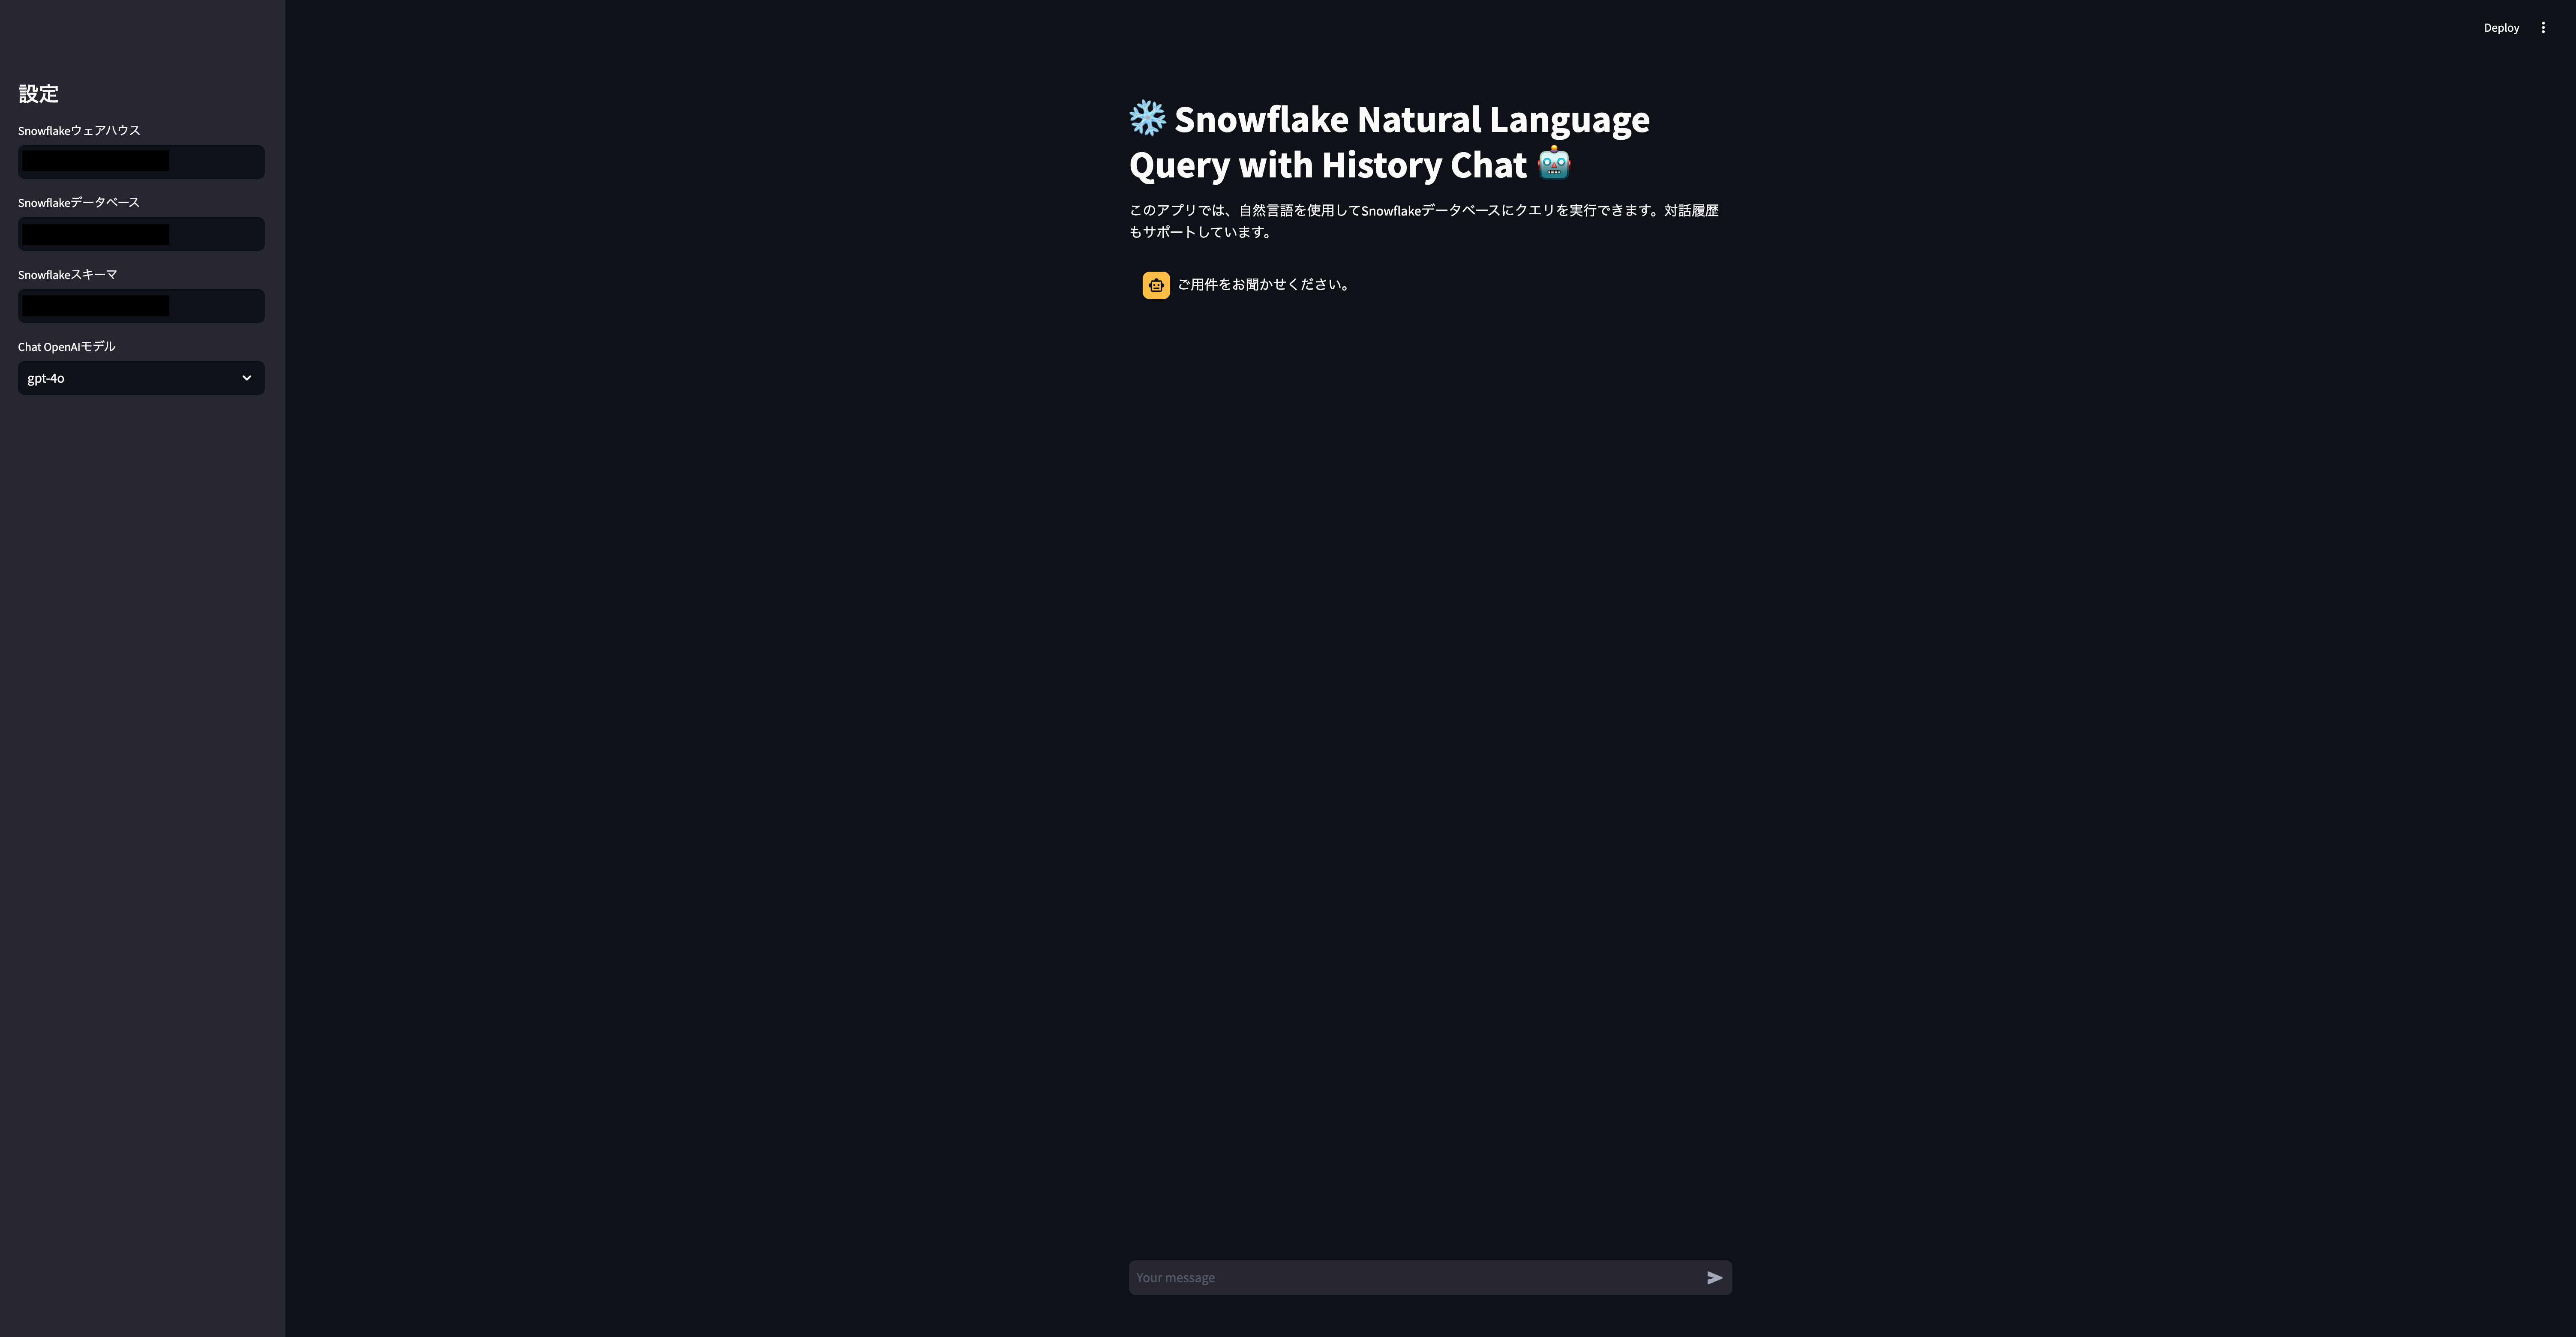 Deploy
設定
Snowflakeウェアハウス
Snowflakeデータベース
Snowflakeスキーマ
Chat OpenAIモデル
gpt-4o
❄️ Snowflake Natural Language
Query with History Chat 🤖
このアプリでは、自然言語を使用してSnowflakeデータベースにクエリを実行できます。対話履歴
もサポートしています。
ご用件をお聞かせください。
Your message